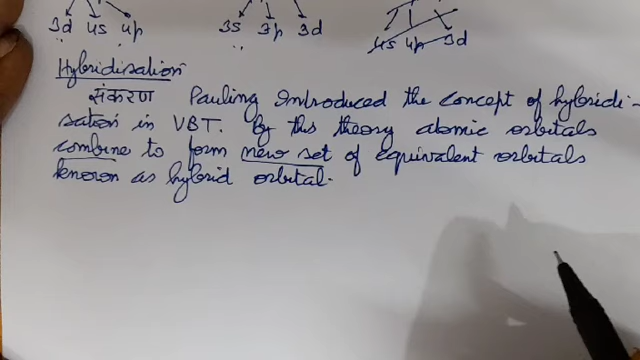 3d 4s 4p 3s 3p 3d 4s 4p 3d
Hybridisation
संकरण Pauling Introduced the concept of hybridi-
sation in VBT. By this theory atomic orbitals
combine to form new set of equivalent orbitals
known as hybrid orbital.